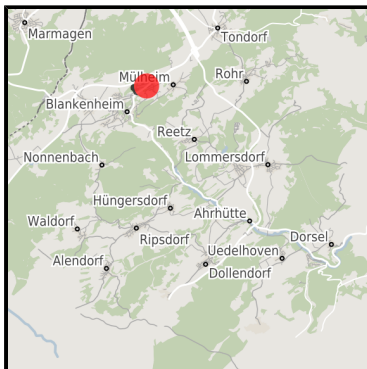 Marmagen
Tondorf
Mülheim
Rohr
Blankenheim
Reetz
Nonnenbach
Lommersdorf
Hüngersdorf
Ahrhütte
Waldorf
Ripsdorf
Dorsel
Uedelhoven
Alendorf
Dollendorf